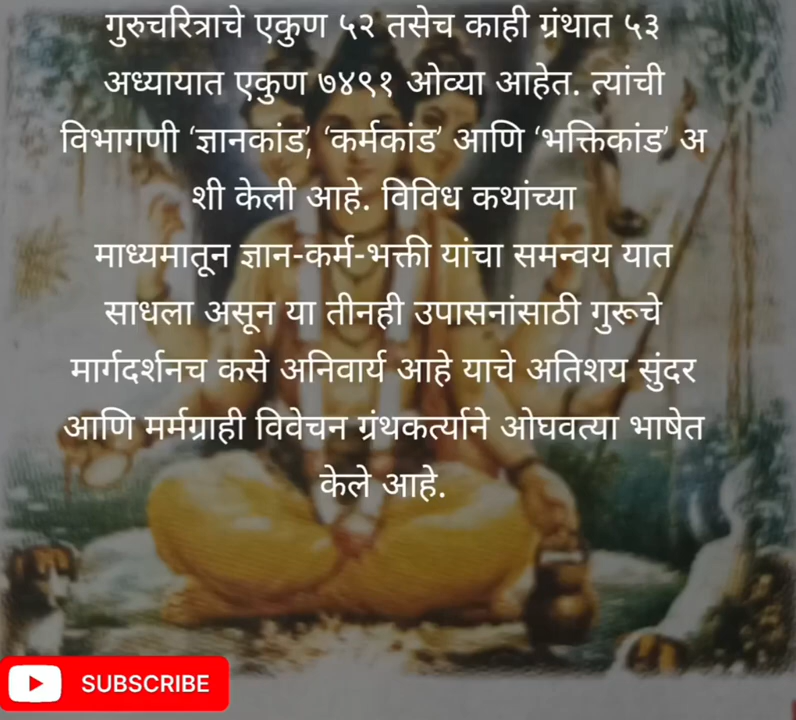 गुरुचरित्राचे एकुण ५२ तसेच काही ग्रंथात ५३
अध्यायात एकुण ७४९१ ओव्या आहेत. त्यांची
विभागणी ‘ज्ञानकांड’, ‘कर्मकांड’ आणि ‘भक्तिकांड’ अ
शी केली आहे. विविध कथांच्या
माध्यमातून ज्ञान-कर्म-भक्ती यांचा समन्वय यात
साधला असून या तीनही उपासनांसाठी गुरूचे
मार्गदर्शनच कसे अनिवार्य आहे याचे अतिशय सुंदर
आणि मर्मग्राही विवेचन ग्रंथकर्त्याने ओघवत्या भाषेत
केले आहे.
SUBSCRIBE